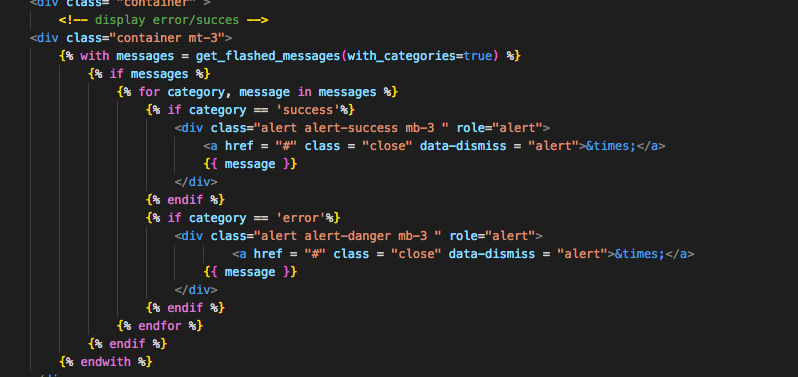 <div class= "container" >
<!-- display error/succes -->
<div class="container mt-3">
{% with messages = get_flashed_messages(with_categories=true) %}
{% if messages %}
{% for category, message in messages %}
{% if category == 'success'%}
<div class="alert alert-success mb-3 " role="alert">
<a href = "#" class = "close" data-dismiss = "alert">&times;</a>
{{ message }}
</div>
{% endif %}
{% if category == 'error'%}
<div class="alert alert-danger mb-3 " role="alert">
<a href = "#" class = "close" data-dismiss = "alert">&times;</a>
{{ message }}
</div>
{% endif %}
{% endfor %}
{% endif %}
{% endwith %}